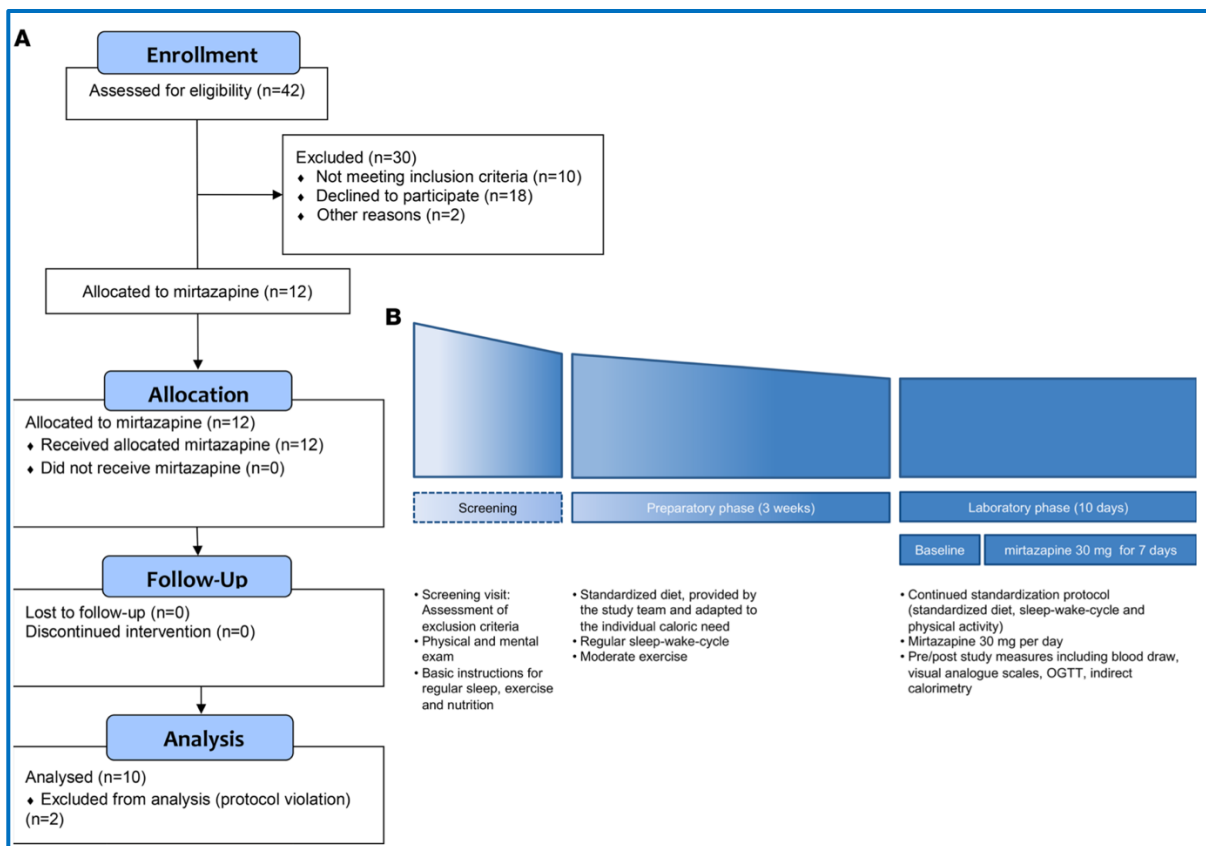 A
Enrollment
Assessed for eligibility (n=42)
Excluded (n=30)
♦ Not meeting inclusion criteria (n=10)
♦ Declined to participate (n=18)
♦ Other reasons (n=2)
Allocated to mirtazapine (n=12)
Allocation
Allocated to mirtazapine (n=12)
♦ Received allocated mirtazapine (n=12)
♦ Did not receive mirtazapine (n=0)
Follow-Up
Lost to follow-up (n=0)
Discontinued intervention (n=0)
Analysis
Analysed (n=10)
♦ Excluded from analysis (protocol violation)
(n=2)
B
Screening
Preparatory phase (3 weeks)
Laboratory phase (10 days)
Baseline
mirtazapine 30 mg for 7 days
• Screening visit:
Assessment of
exclusion criteria
• Physical and mental
exam
• Basic instructions for
regular sleep, exercise
and nutrition
• Standardized diet, provided by
the study team and adapted to
the individual caloric need
• Regular sleep-wake-cycle
• Moderate exercise
• Continued standardization protocol
(standardized diet, sleep-wake-cycle and
physical activity)
• Mirtazapine 30 mg per day
• Pre/post study measures including blood draw,
visual analogue scales, OGTT, indirect
calorimetry